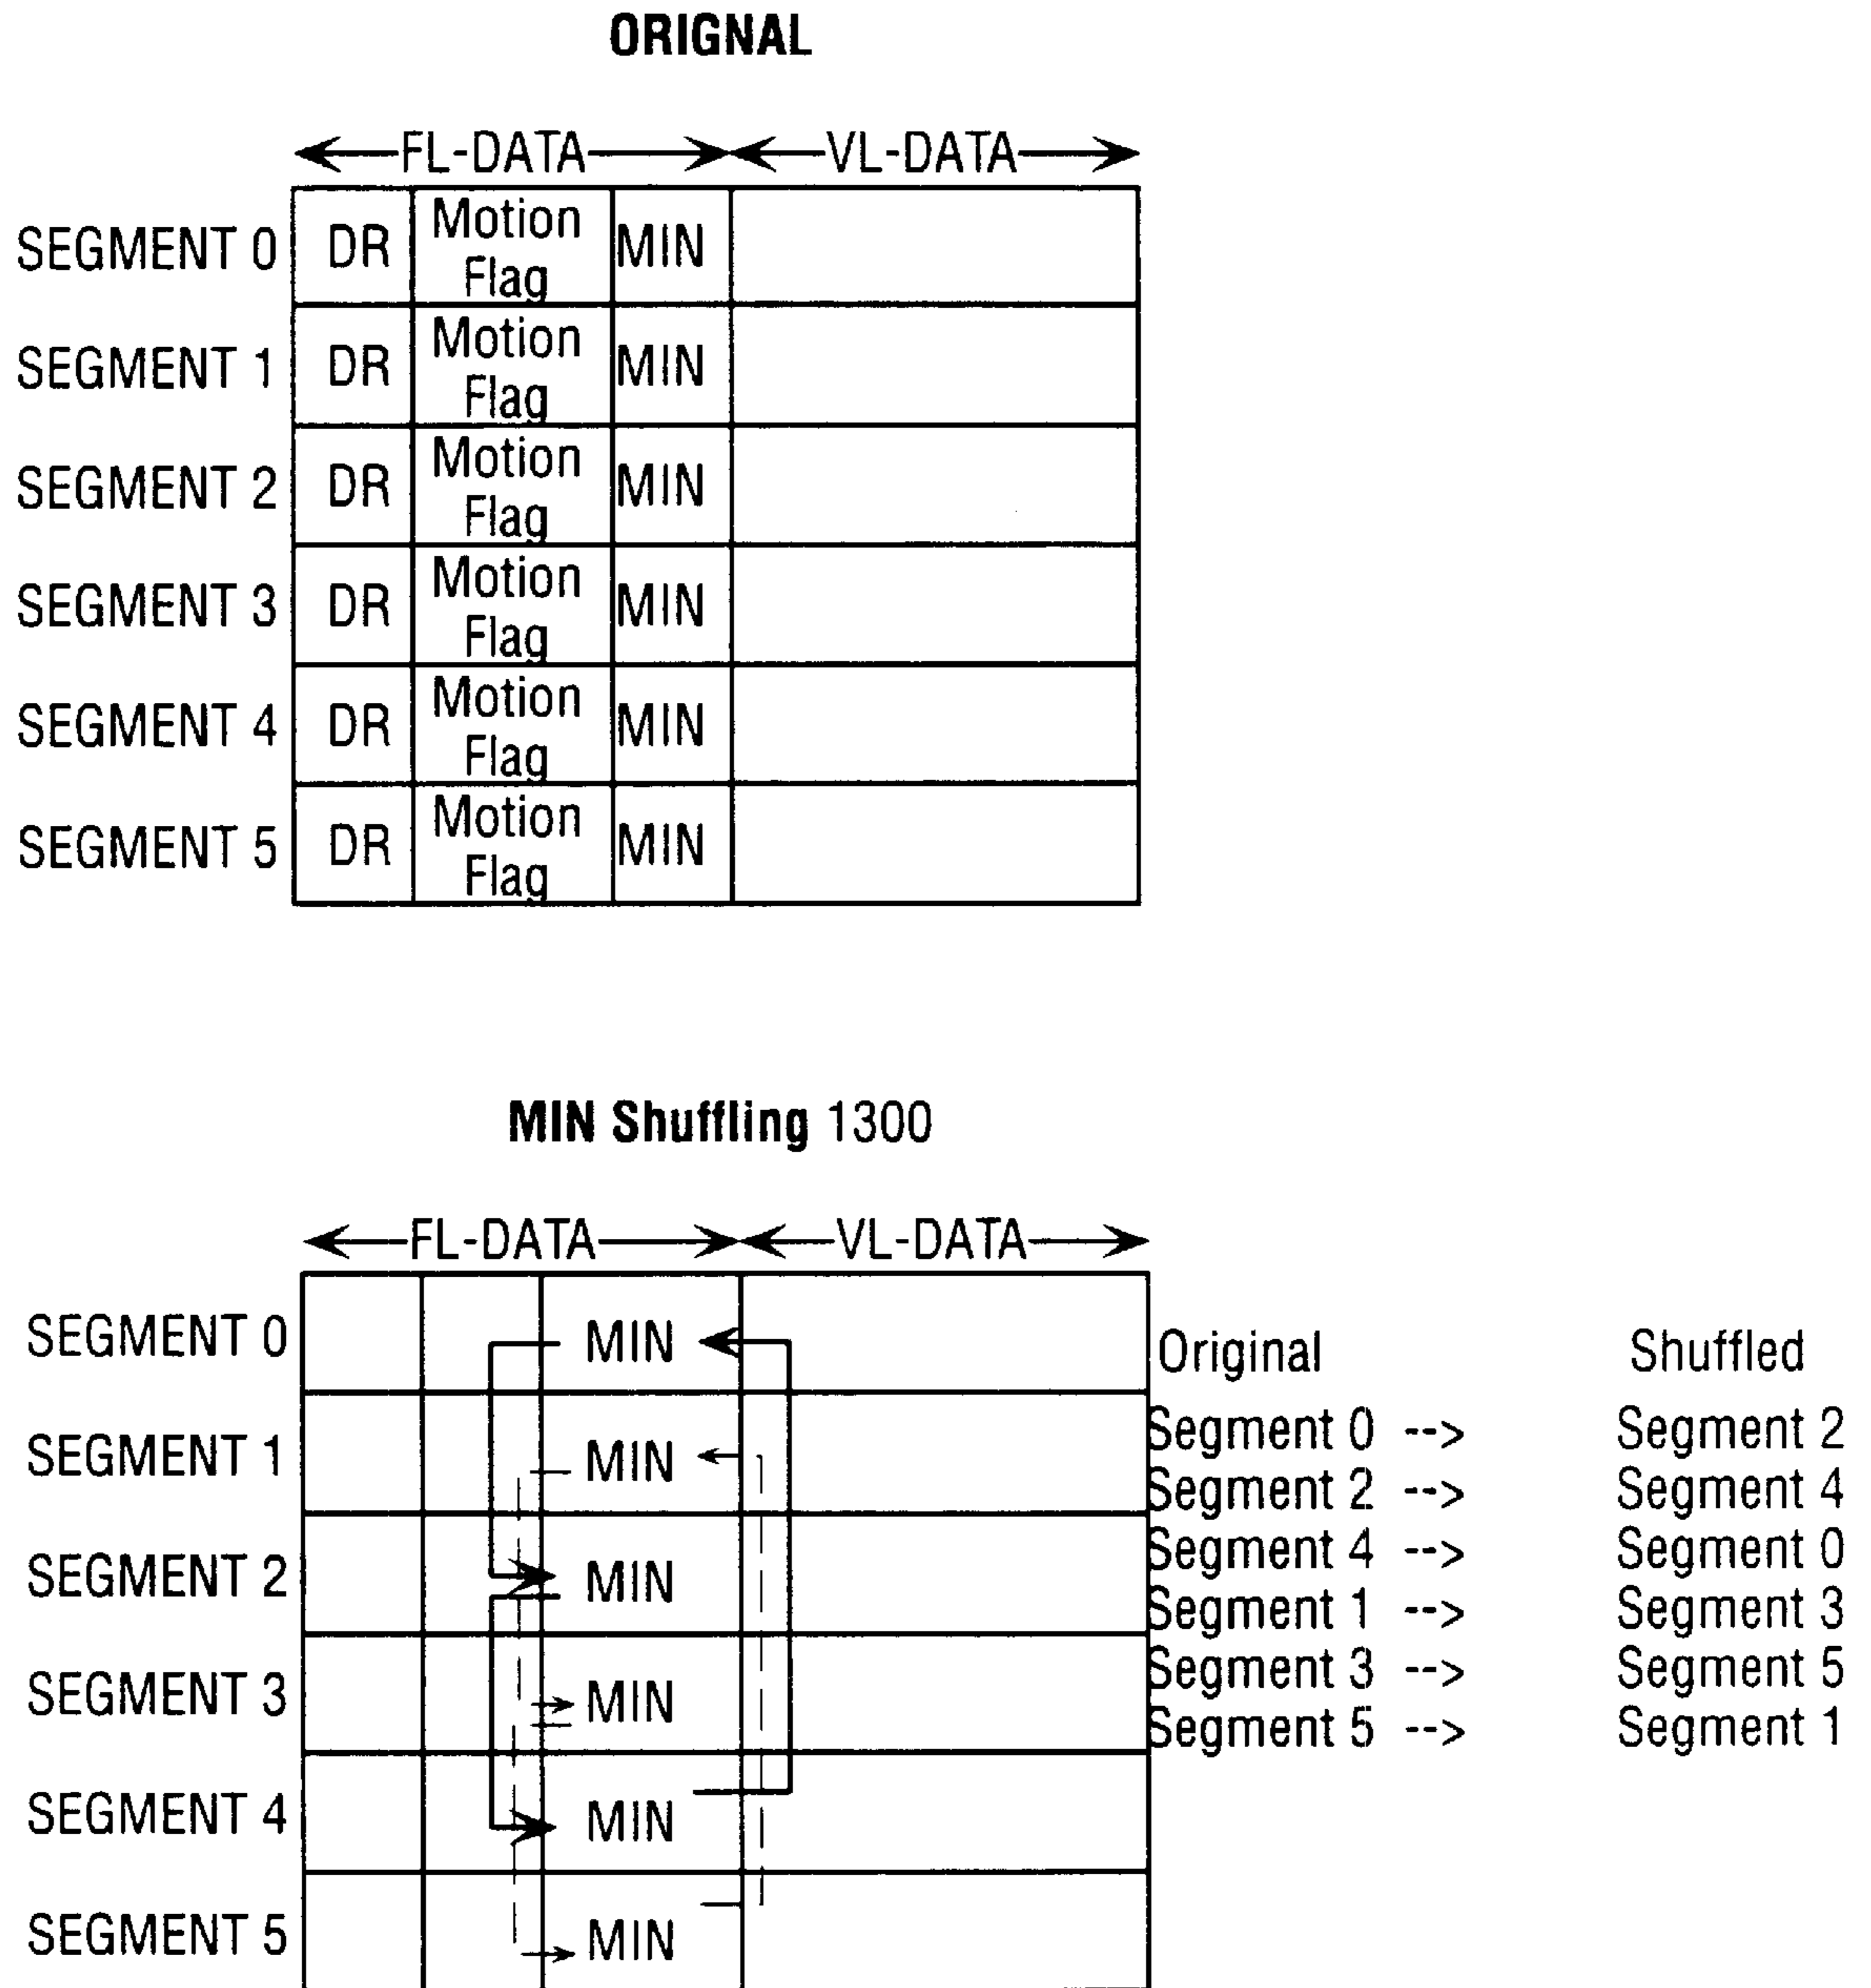 ORIGNAL
FL-DATA VL-DATA
SEGMENT 0 DR Motion Flag MIN
SEGMENT 1 DR Motion Flag MIN
SEGMENT 2 DR Motion Flag MIN
SEGMENT 3 DR Motion Flag MIN
SEGMENT 4 DR Motion Flag MIN
SEGMENT 5 DR Motion Flag MIN
MIN Shuffling 1300
FL-DATA VL-DATA
SEGMENT 0 MIN
SEGMENT 1 MIN
SEGMENT 2 MIN
SEGMENT 3 MIN
SEGMENT 4 MIN
SEGMENT 5 MIN
Original Shuffled
Segment 0 --> Segment 2
Segment 2 --> Segment 4
Segment 4 --> Segment 0
Segment 1 --> Segment 3
Segment 3 --> Segment 5
Segment 5 --> Segment 1